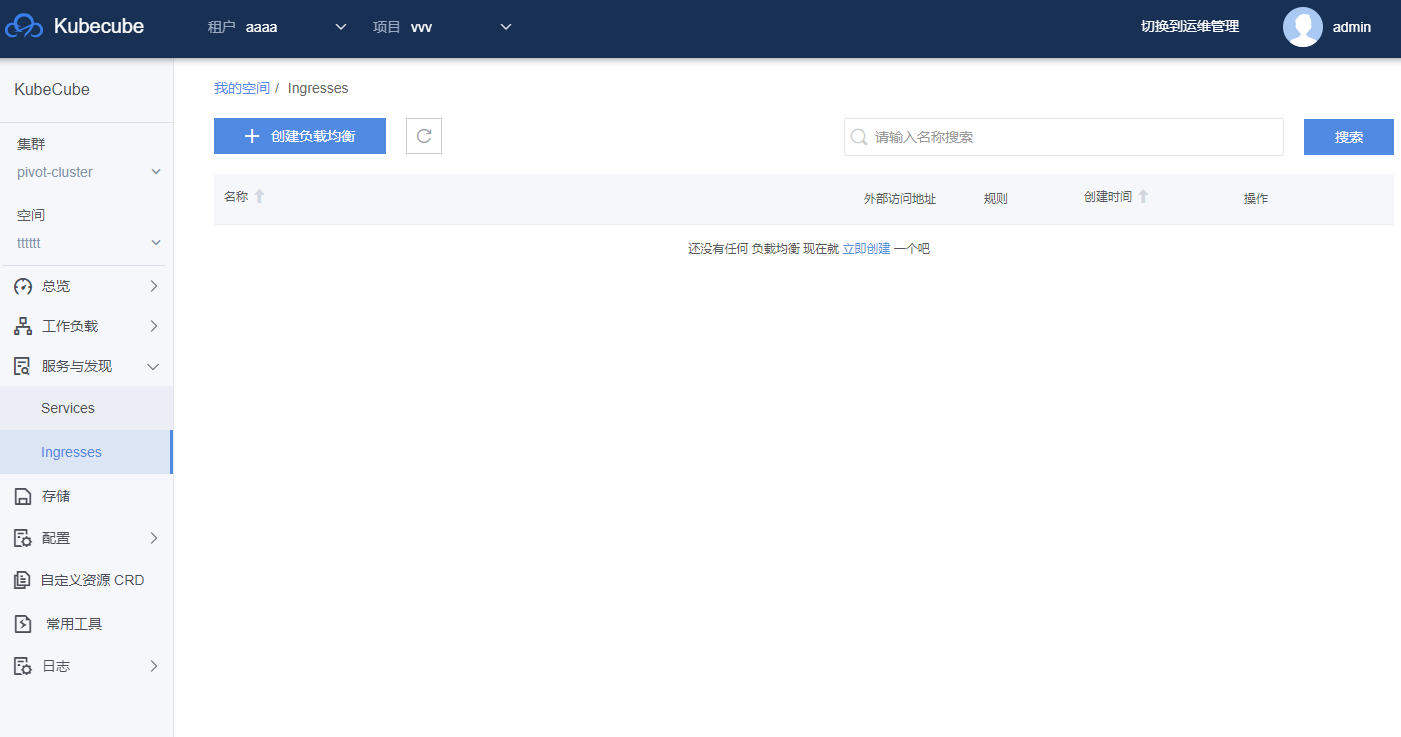 Kubecube 租户 aaaa 项目 vvv 切换到运维管理 admin
KubeCube
集群
pivot-cluster
空间
tttttt
总览
工作负载
服务与发现
Services
Ingresses
存储
配置
自定义资源 CRD
常用工具
日志
我的空间 / Ingresses
创建负载均衡 请输入名称搜索 搜索
名称 外部访问地址 规则 创建时间 操作
还没有任何 负载均衡 现在就 立即创建 一个吧